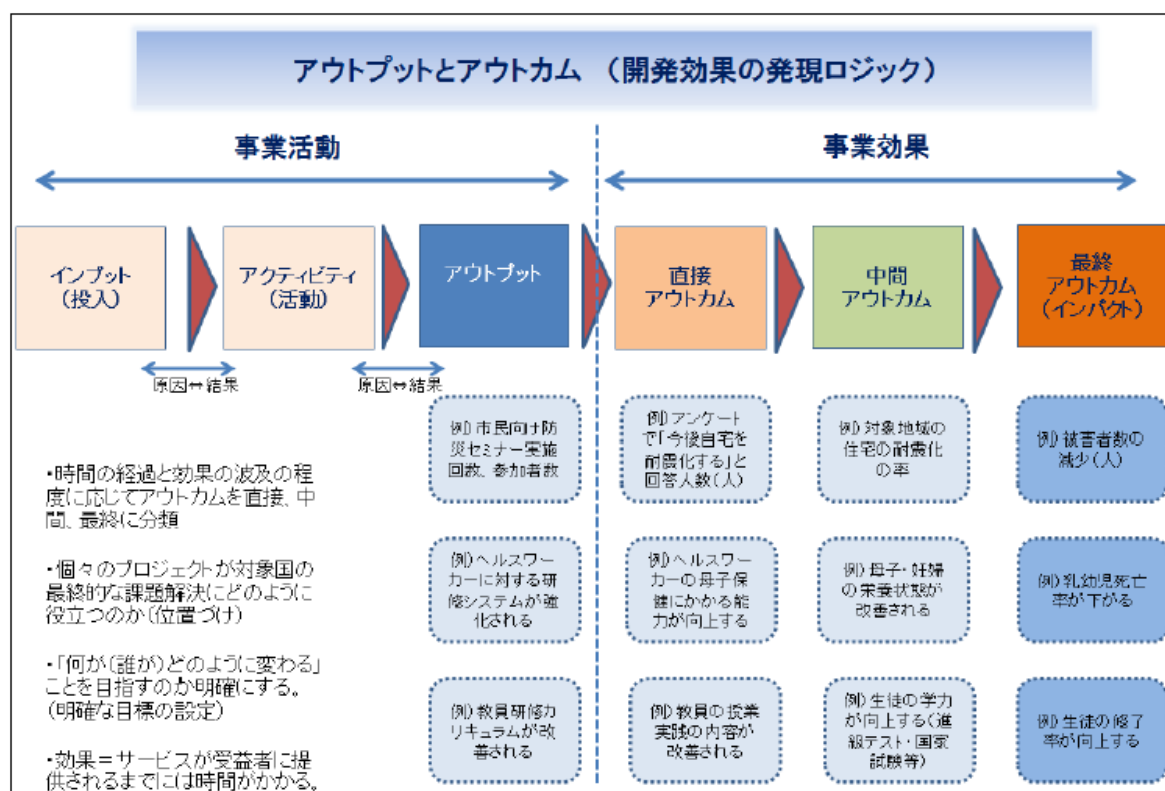 アウトプットとアウトカム （開発効果の発現ロジック）
事業活動
事業効果
インプット
(投入)
アクティビティ
(活動)
アウトプット
直接
アウトカム
中間
アウトカム
最終
アウトカム
(インパクト)
原因⇔結果
原因⇔結果
・時間の経過と効果の波及の程
度に応じてアウトカムを直接、中
間、最終に分類
・個々のプロジェクトが対象国の
最終的な課題解決にどのように
役立つのか(位置づけ)
・「何が(誰が)どのように変わる」
ことを目指すのか明確にする。
(明確な目標の設定)
・効果＝サービスが受益者に提
供されるまでには時間がかかる。
例) 市民向け防
災セミナー実施
回数、参加者数
例) アンケート
で「今後自宅を
耐震化する」と
回答人数(人)
例) 対象地域の
住宅の耐震化
の率
例) 被害者数の
減少(人)
例) ヘルスワー
カーに対する研
修システムが強
化される
例) ヘルスワー
カーの母子保
健にかかる能
力が向上する
例) 母子・妊婦
の栄養状態が
改善される
例) 乳幼児死亡
率が下がる
例) 教員研修カ
リキュラムが改
善される
例) 教員の授業
実践の内容が
改善される
例) 生徒の学力
が向上する(進
級テスト・国家
試験等)
例) 生徒の修了
率が向上する